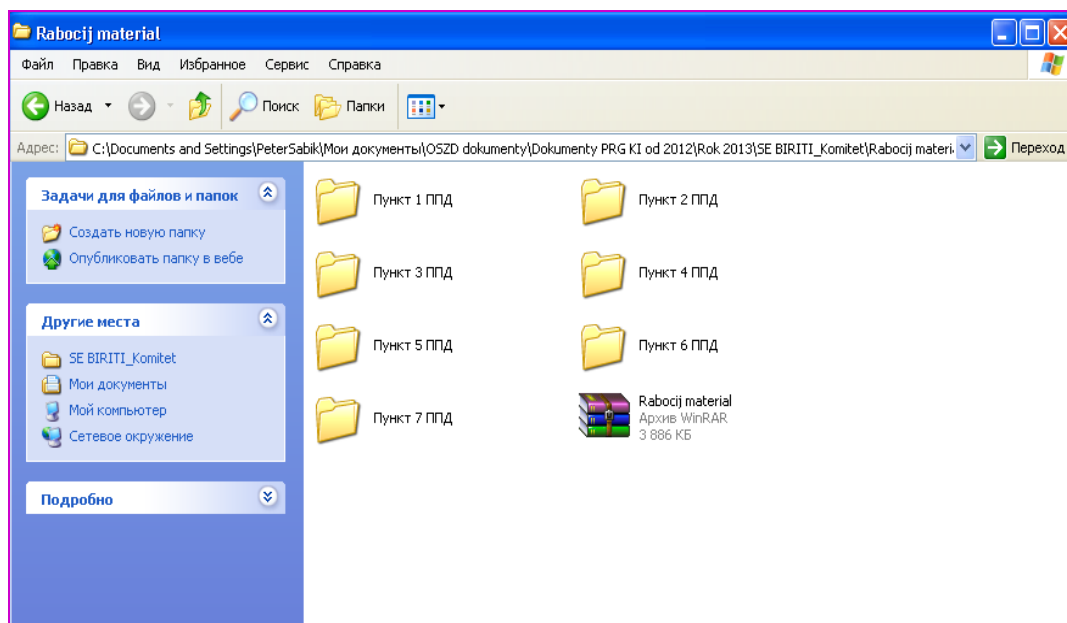 Rabocij material
Файл Правка Вид Избранное Сервис Справка
Назад Поиск Папки
Адрес: C:\Documents and Settings\PeterSabik\Мои документы\OSZD dokumenty\Dokumenty PRG KI od 2012\Rok 2013\SE BIRITI_Komitet\Rabocij materi Переход
Задачи для файлов и папок
Создать новую папку
Опубликовать папку в вебе
Другие места
SE BIRITI_Komitet
Мои документы
Мой компьютер
Сетевое окружение
Подробно
Пункт 1 ППД Пункт 2 ППД
Пункт 3 ППД Пункт 4 ППД
Пункт 5 ППД Пункт 6 ППД
Пункт 7 ППД Rabocij material
Архив WinRAR
3 886 КБ